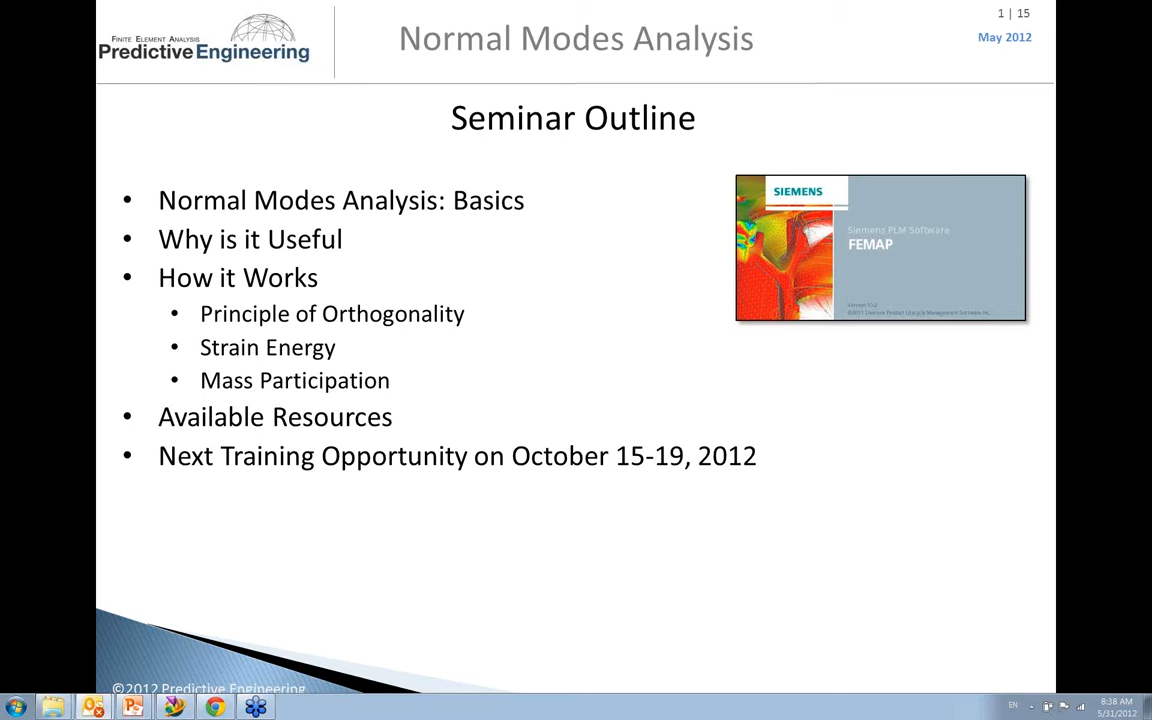 FINITE ELEMENT ANALYSIS
Predictive Engineering
Normal Modes Analysis
1 | 15
May 2012
Seminar Outline
• Normal Modes Analysis: Basics
• Why is it Useful
• How it Works
• Principle of Orthogonality
• Strain Energy
• Mass Participation
• Available Resources
• Next Training Opportunity on October 15-19, 2012
SIEMENS
Siemens PLM Software
FEMAP
©2012 Predictive Engineering
EN
8:38 AM
5/31/2012